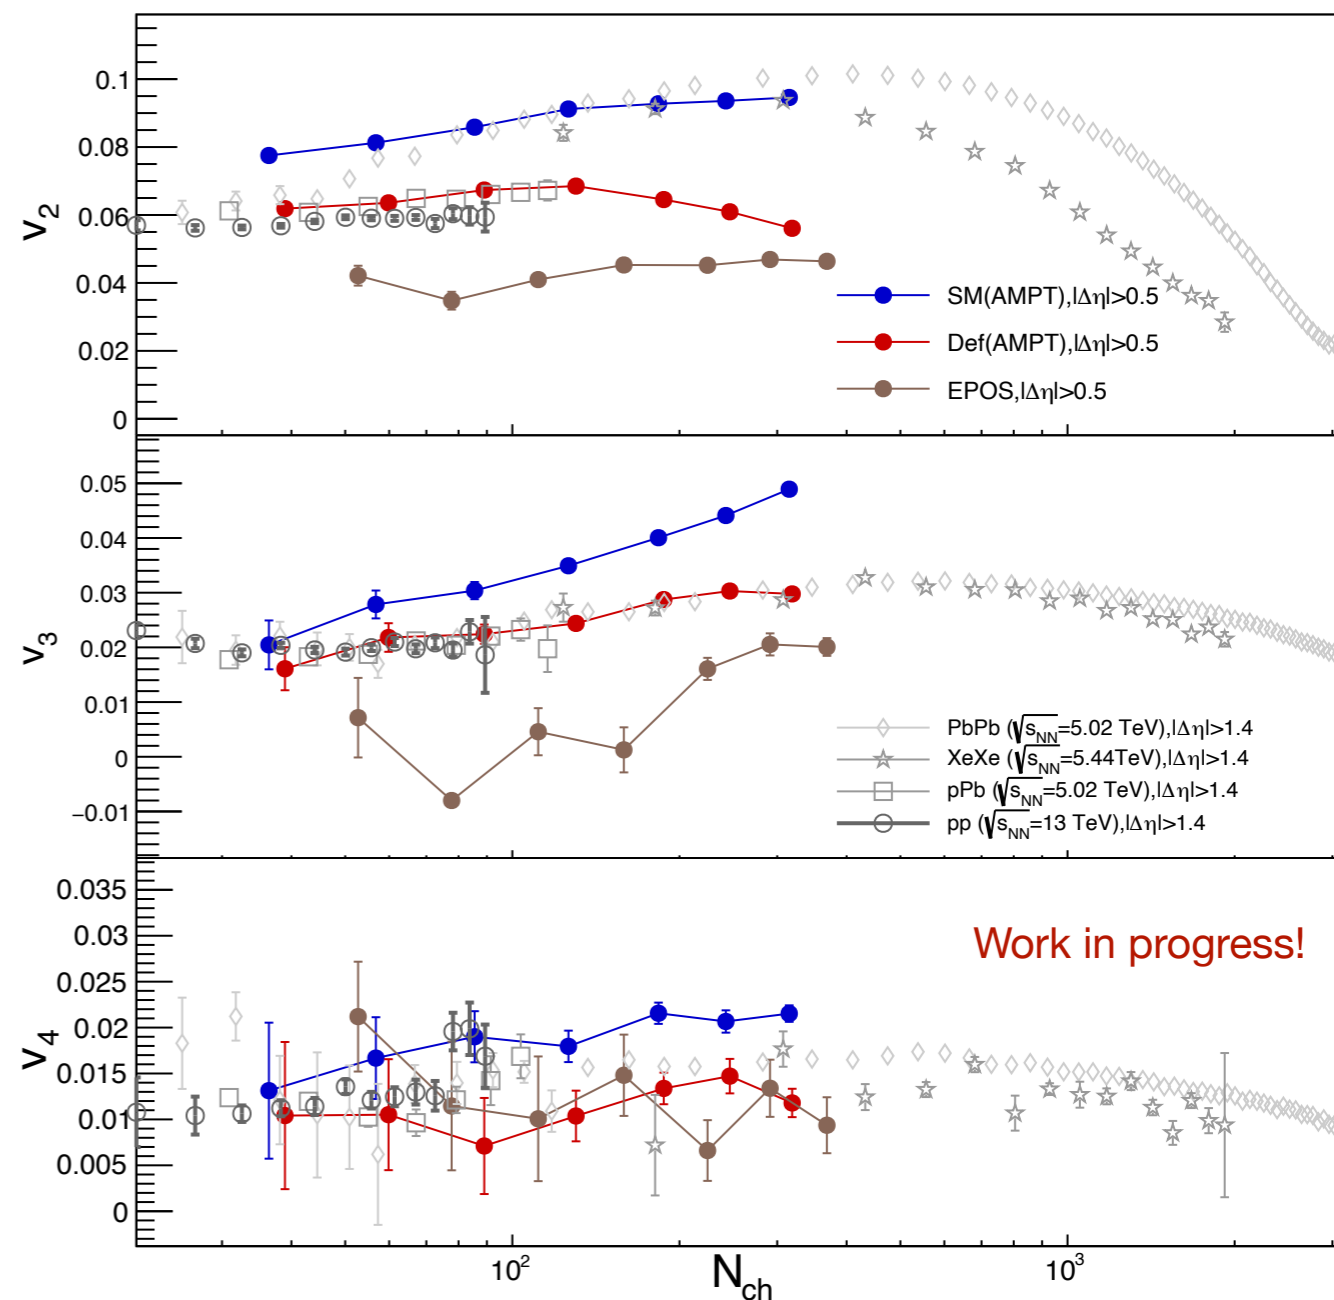 0.1
0.08
0.06
0.04
0.02
0
v2
SM(AMPT),|Δη|>0.5
Def(AMPT),|Δη|>0.5
EPOS,|Δη|>0.5
0.05
0.04
0.03
0.02
0.01
0
−0.01
v3
PbPb (√sNN=5.02 TeV),|Δη|>1.4
XeXe (√sNN=5.44TeV),|Δη|>1.4
pPb (√sNN=5.02 TeV),|Δη|>1.4
pp (√sNN=13 TeV),|Δη|>1.4
0.035
0.03
0.025
0.02
0.015
0.01
0.005
0
v4
Work in progress!
10²
10³
Nch